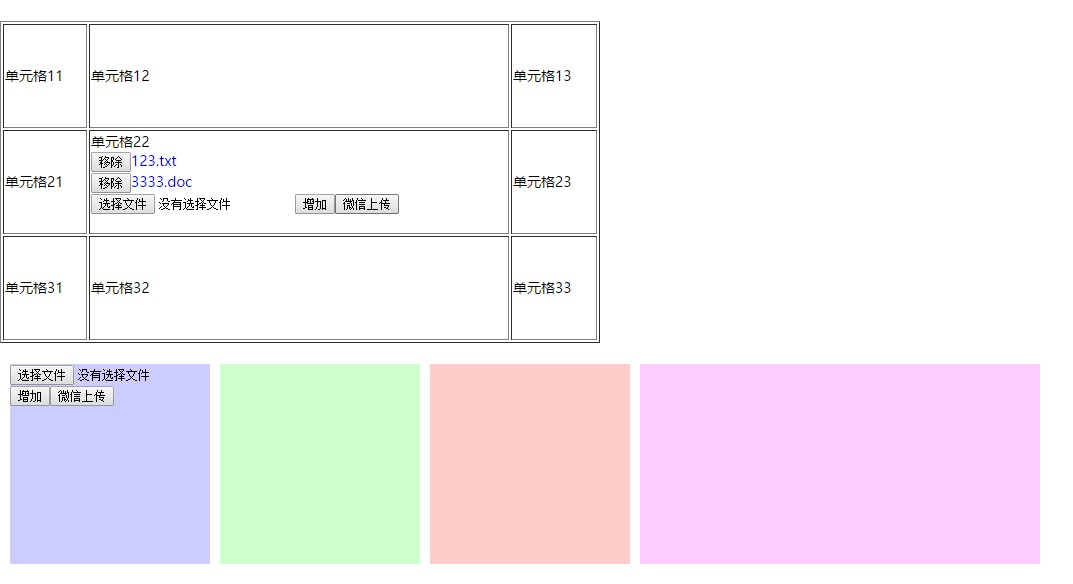 单元格11 单元格12 单元格13
单元格22
移除 123.txt
单元格21 移除 3333.doc 单元格23
选择文件 没有选择文件 增加 微信上传
单元格31 单元格32 单元格33
选择文件 没有选择文件
增加 微信上传